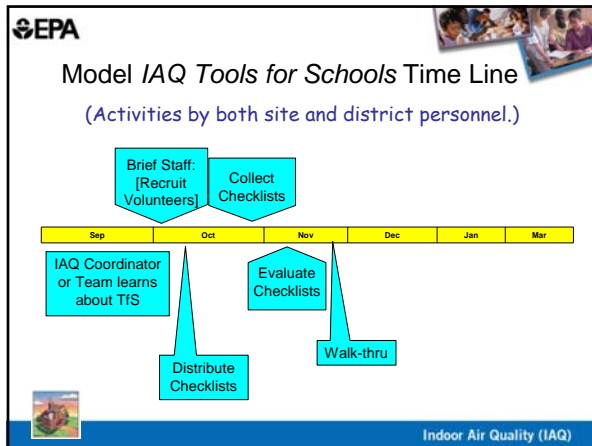 EPA
Model IAQ Tools for Schools Time Line
(Activities by both site and district personnel.)
Brief Staff:
[Recruit
Volunteers]
Collect
Checklists
Sep Oct Nov Dec Jan Mar
IAQ Coordinator
or Team learns
about TfS
Evaluate
Checklists
Distribute
Checklists
Walk-thru
Indoor Air Quality (IAQ)